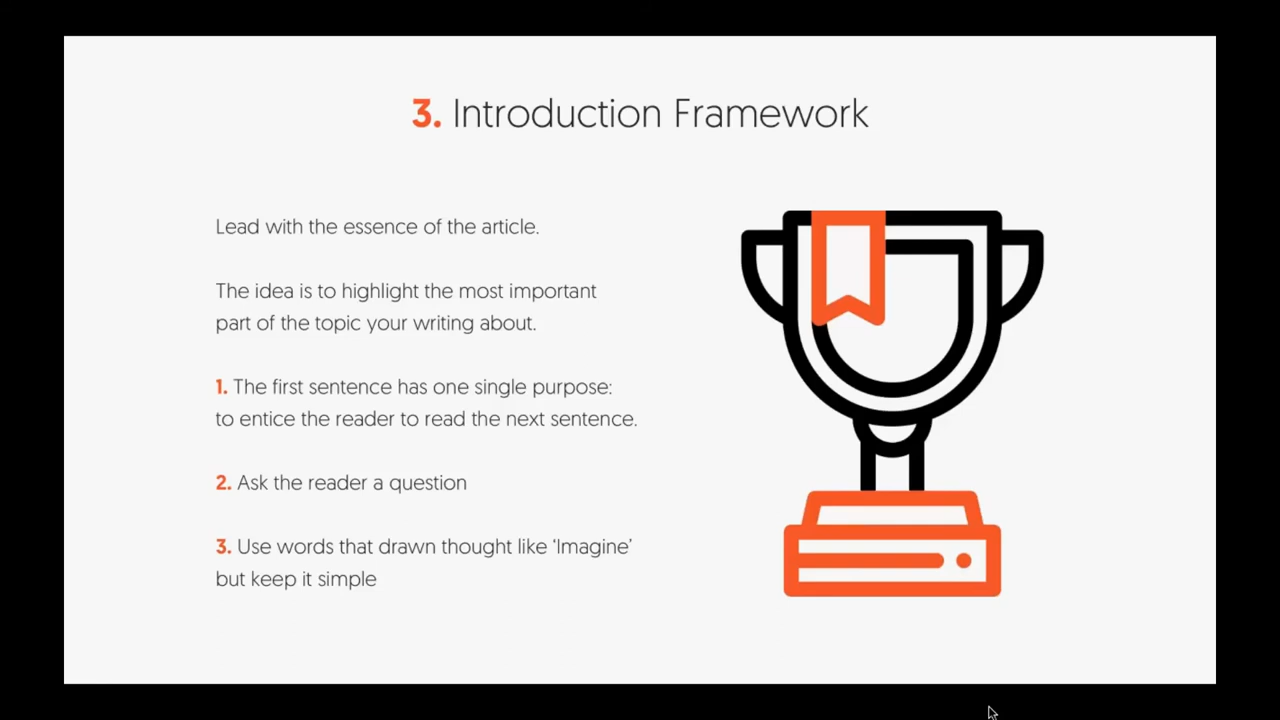 3. Introduction Framework
Lead with the essence of the article.
The idea is to highlight the most important
part of the topic your writing about.
1. The first sentence has one single purpose:
to entice the reader to read the next sentence.
2. Ask the reader a question
3. Use words that drawn thought like ‘Imagine’
but keep it simple